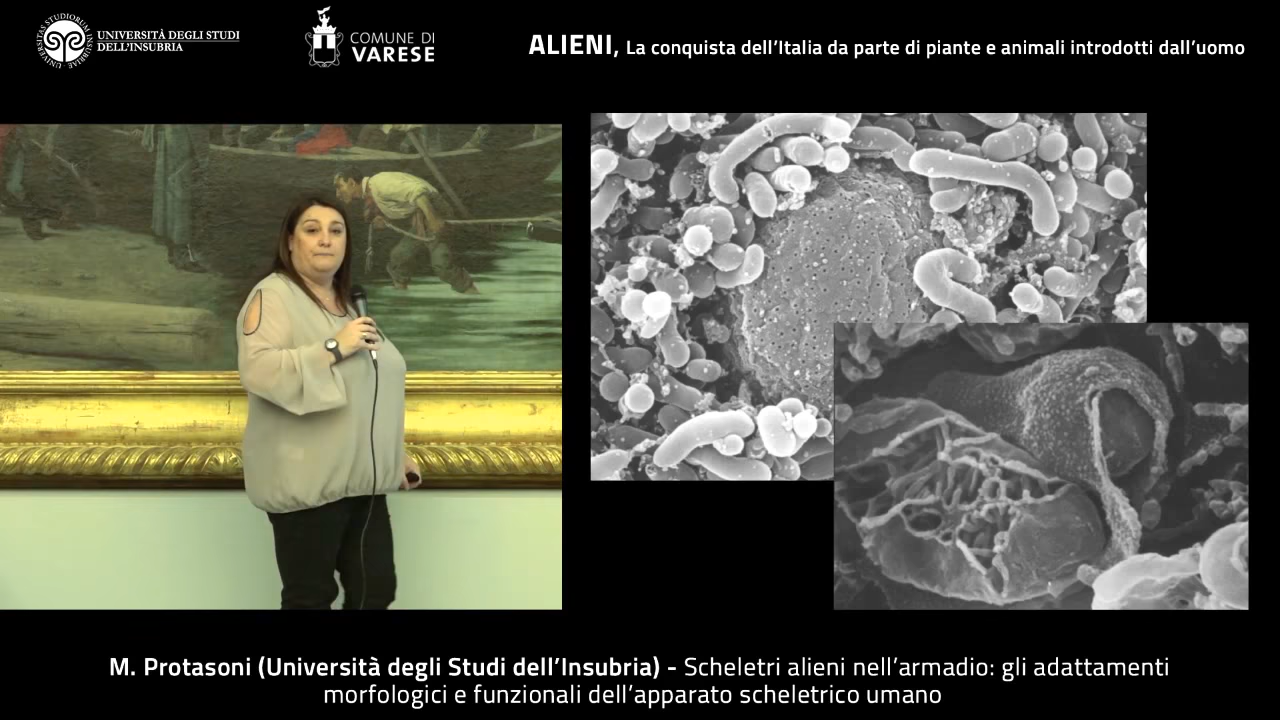 UNIVERSITÀ DEGLI STUDI
DELL'INSUBRIA
COMUNE DI
VARESE
ALIENI, La conquista dell'Italia da parte di piante e animali introdotti dall'uomo
M. Protasoni (Università degli Studi dell'Insubria) - Scheletri alieni nell'armadio: gli adattamenti
morfologici e funzionali dell'apparato scheletrico umano